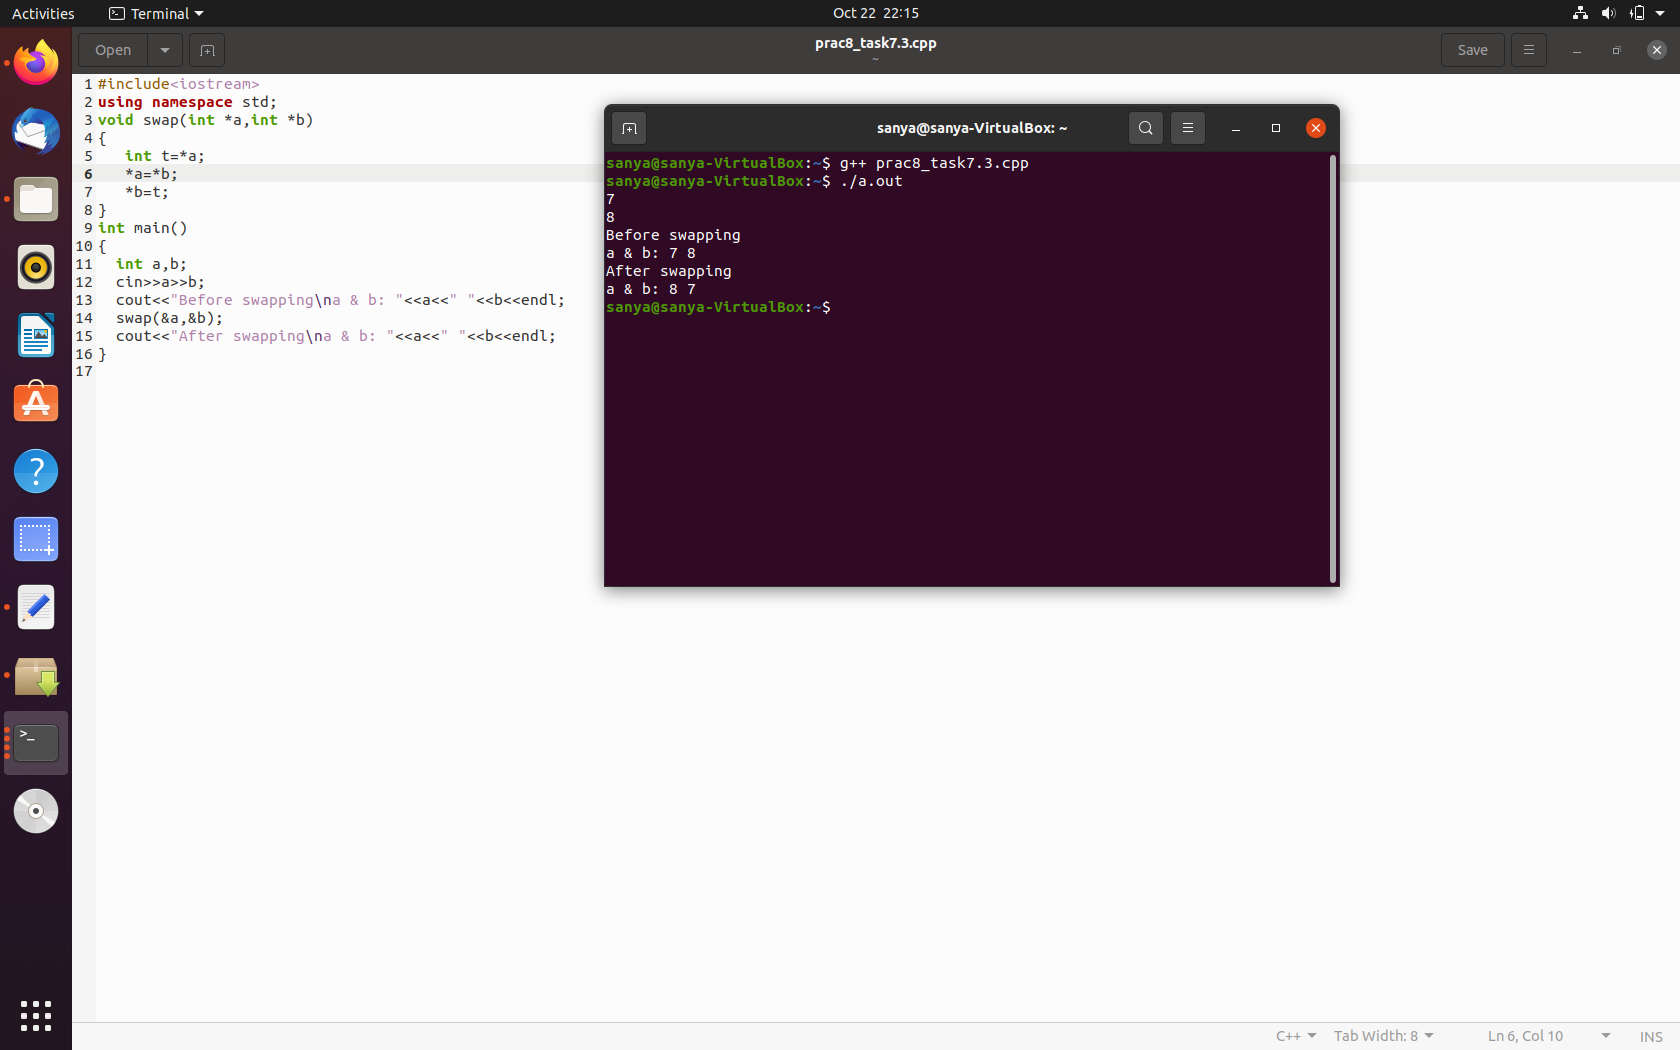 Activities Terminal Oct 22 22:15
Open prac8_task7.3.cpp Save
~
1 #include<iostream>
2 using namespace std;
3 void swap(int *a,int *b)
4 {
5    int t=*a;
6    *a=*b;
7    *b=t;
8 }
9 int main()
10 {
11   int a,b;
12   cin>>a>>b;
13   cout<<"Before swapping\na & b: "<<a<<" "<<b<<endl;
14   swap(&a,&b);
15   cout<<"After swapping\na & b: "<<a<<" "<<b<<endl;
16 }
17
sanya@sanya-VirtualBox: ~
sanya@sanya-VirtualBox:~$ g++ prac8_task7.3.cpp
sanya@sanya-VirtualBox:~$ ./a.out
7
8
Before swapping
a & b: 7 8
After swapping
a & b: 8 7
sanya@sanya-VirtualBox:~$
C++ Tab Width: 8 Ln 6, Col 10 INS